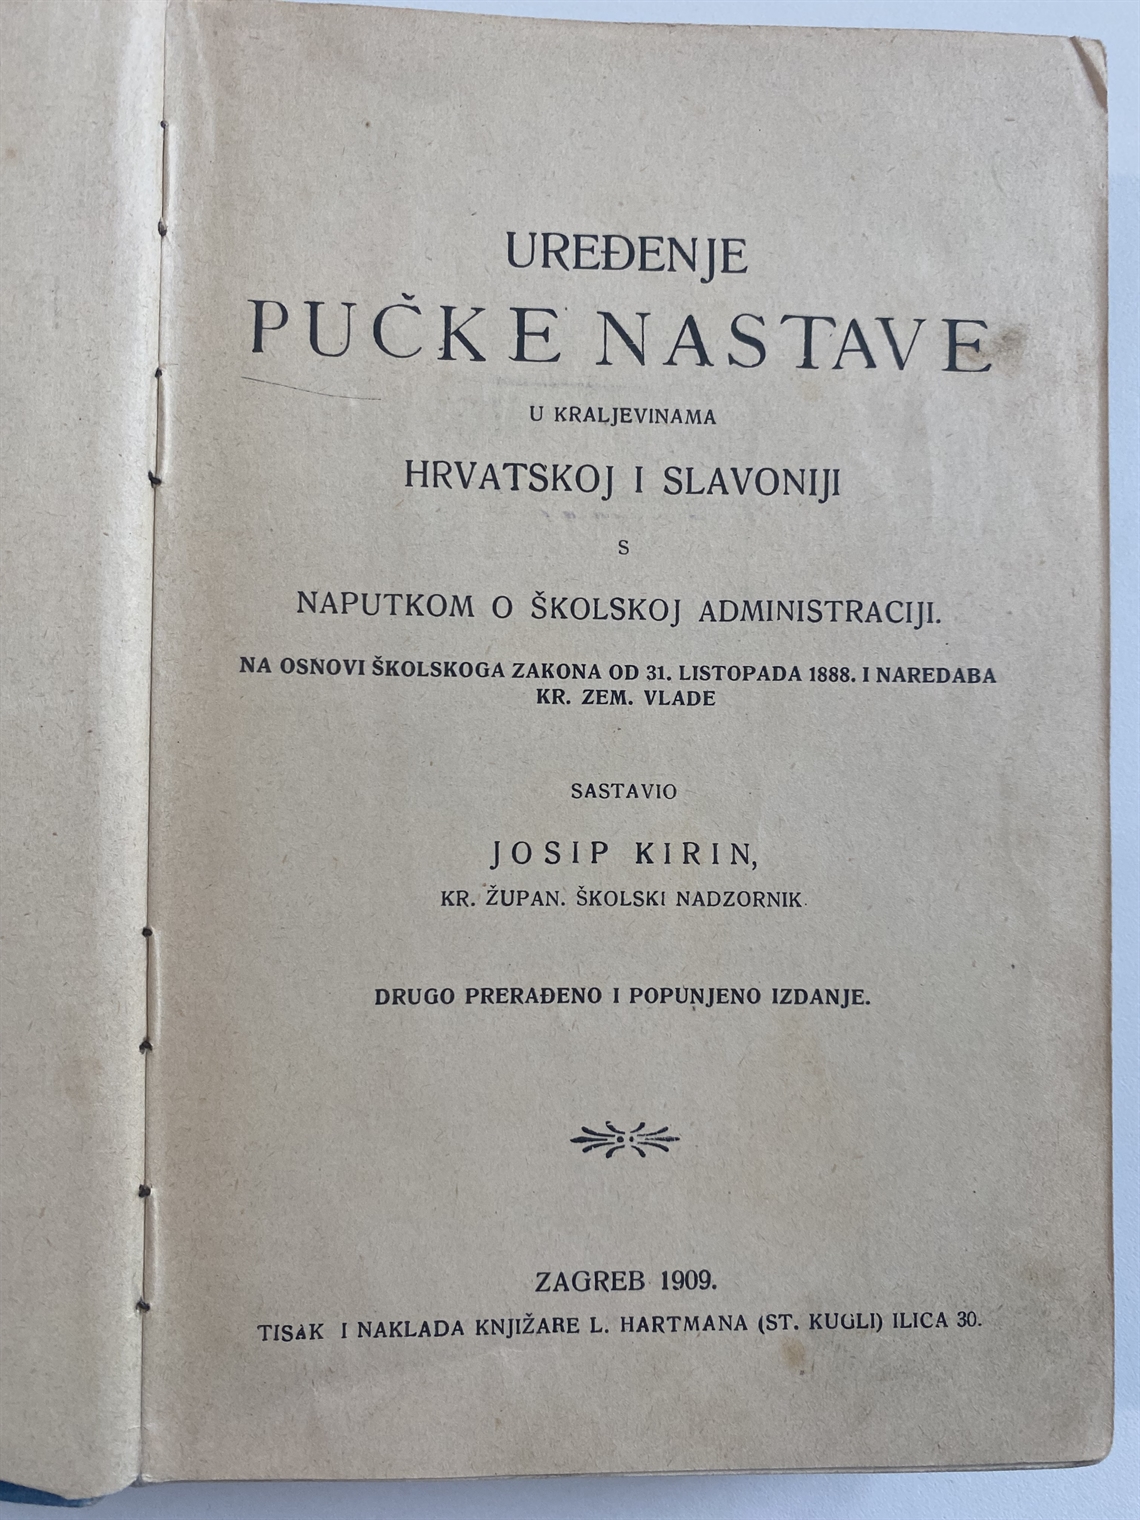 UREĐENJE
PUČKE NASTAVE
U KRALJEVINAMA
HRVATSKOJ I SLAVONIJI
S
NAPUTKOM O ŠKOLSKOJ ADMINISTRACIJI.
NA OSNOVI ŠKOLSKOGA ZAKONA OD 31. LISTOPADA 1888. I NAREDABA
KR. ZEM. VLADE
SASTAVIO
JOSIP KIRIN,
KR. ŽUPAN. ŠKOLSKI NADZORNIK.
DRUGO PRERAĐENO I POPUNJENO IZDANJE.
ZAGREB 1909.
TISAK I NAKLADA KNJIŽARE L. HARTMANA (ST. KUGLI) ILICA 30.